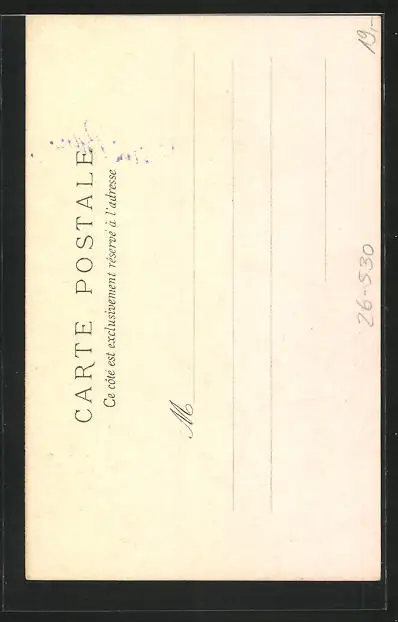 CARTE POSTALE
Ce côté est exclusivement réservé à l'adresse
M
19,-
26-530